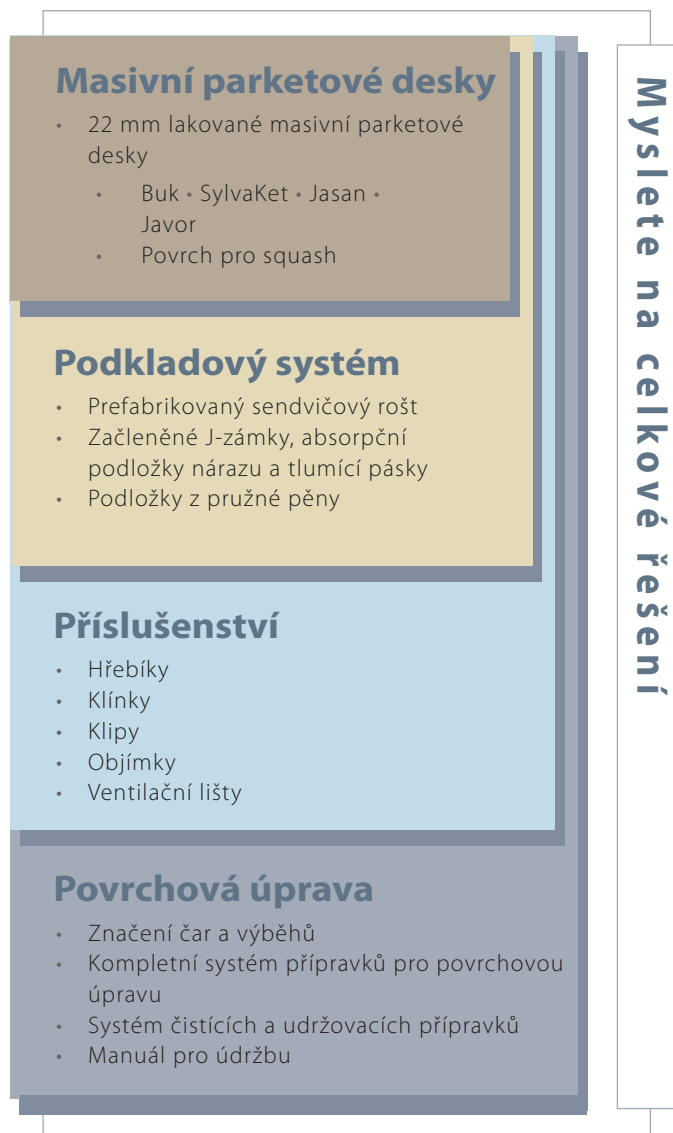 Masivní parketové desky
• 22 mm lakované masivní parketové
desky
• Buk • SylvaKet • Jasan •
Javor
• Povrch pro squash
Podkladový systém
• Prefabrikovaný sendvičový rošt
• Začleněné J-zámky, absorpční
podložky nárazu a tlumící pásky
• Podložky z pružné pěny
Příslušenství
• Hřebíky
• Klínky
• Klipy
• Objímky
• Ventilační lišty
Povrchová úprava
• Značení čar a výběhů
• Kompletní systém přípravků pro povrchovou
úpravu
• Systém čistících a udržovacích přípravků
• Manuál pro údržbu
Myslete na celkové řešení